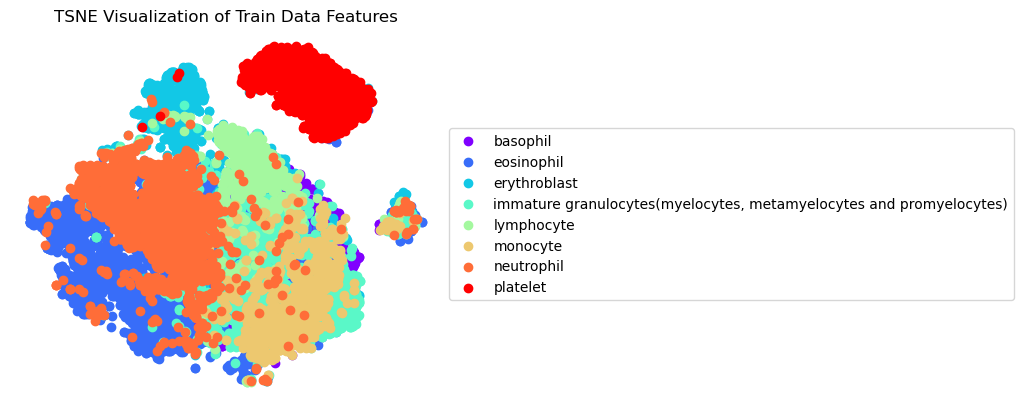 TSNE Visualization of Train Data Features
basophil
eosinophil
erythroblast
immature granulocytes(myelocytes, metamyelocytes and promyelocytes)
lymphocyte
monocyte
neutrophil
platelet